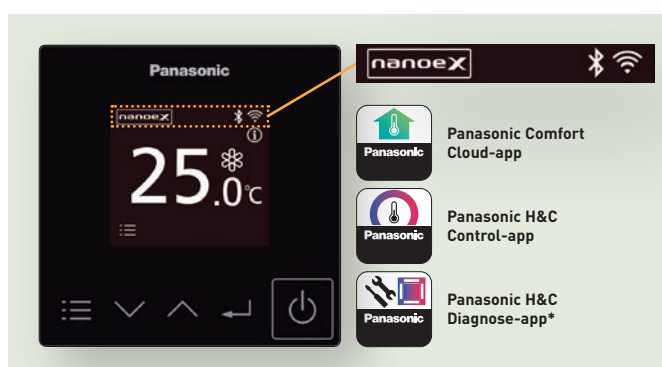 Panasonic
nanoeX
25.0°C
nanoeX
Panasonic
Panasonic Comfort
Cloud-app
Panasonic
Panasonic H&C
Control-app
Panasonic
Panasonic H&C
Diagnose-app*